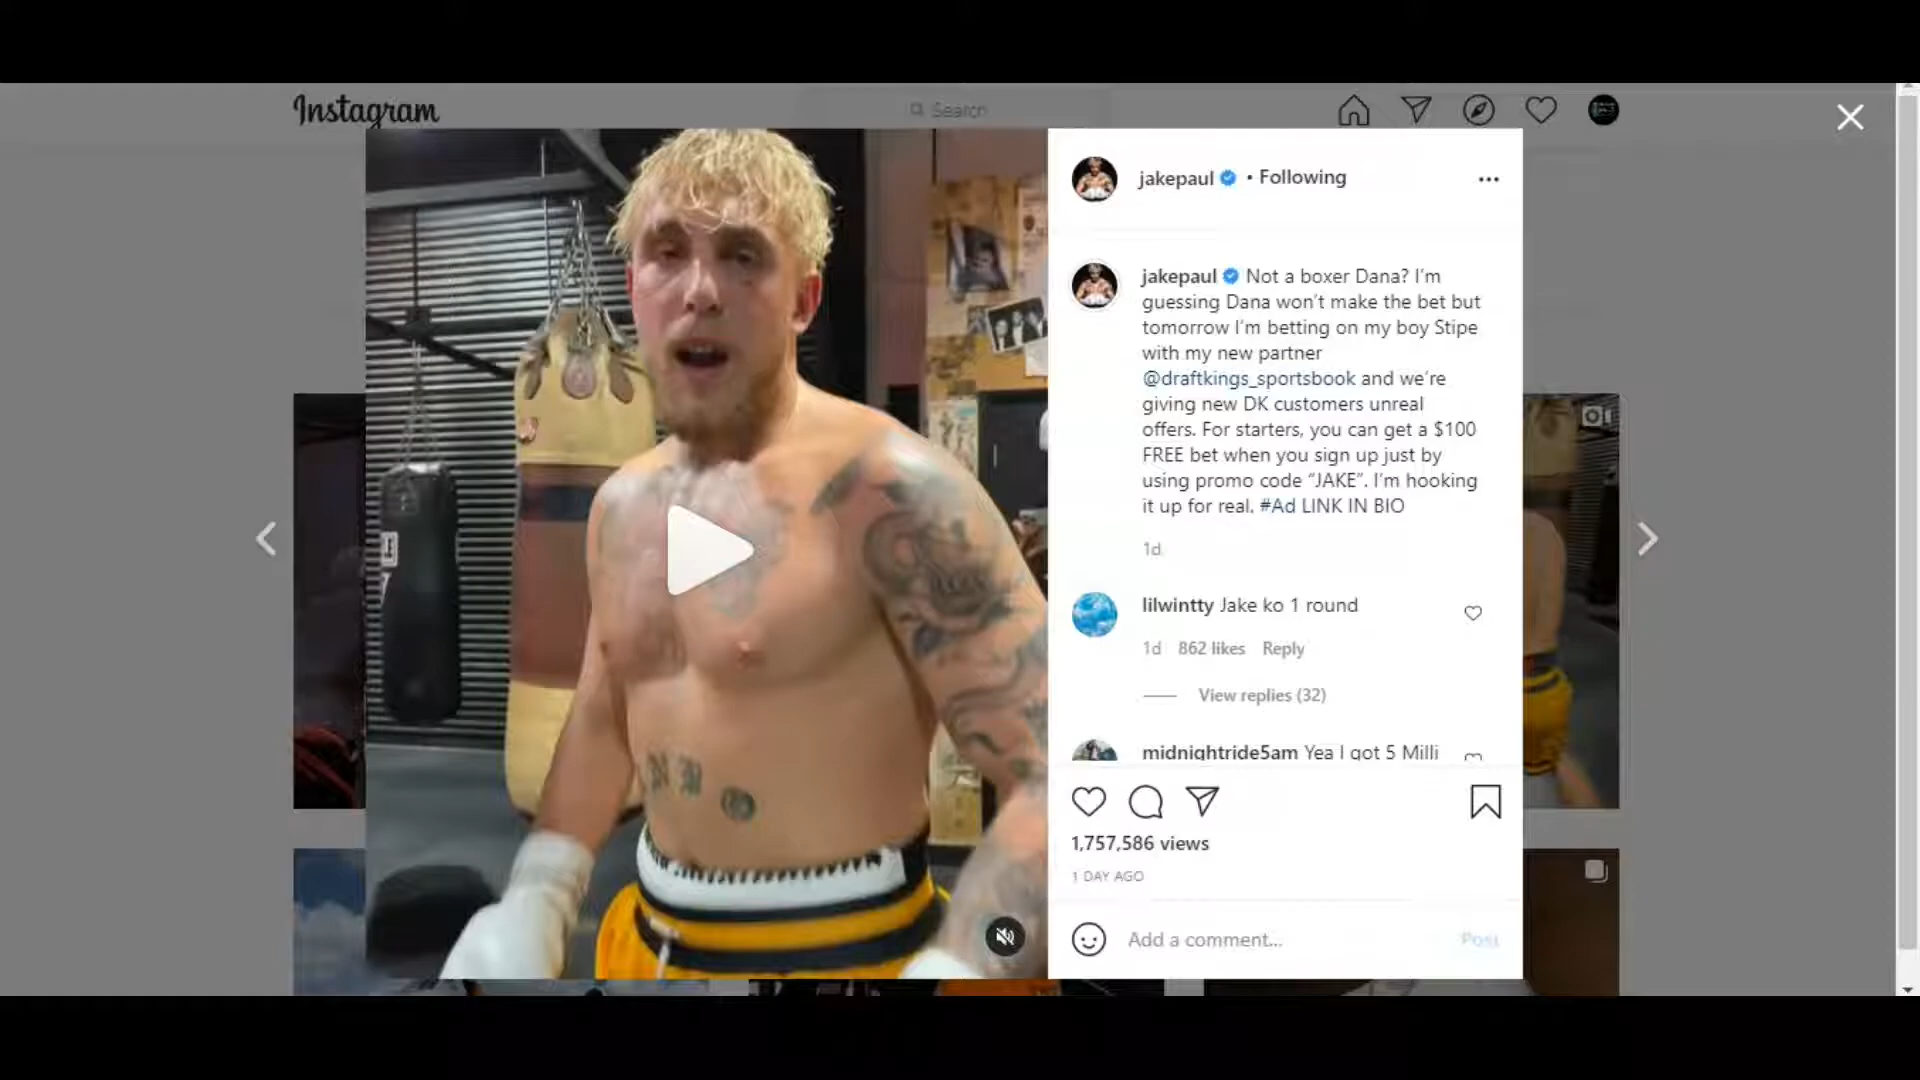 Instagram
Search
jakepaul • Following
jakepaul Not a boxer Dana? I'm
guessing Dana won't make the bet but
tomorrow I'm betting on my boy Stipe
with my new partner
@draftkings_sportsbook and we're
giving new DK customers unreal
offers. For starters, you can get a $100
FREE bet when you sign up just by
using promo code "JAKE". I'm hooking
it up for real. #Ad LINK IN BIO
1d
lilwintty Jake ko 1 round
1d 862 likes Reply
View replies (32)
midnightride5am Yea I got 5 Milli
1,757,586 views
1 DAY AGO
Add a comment...
Post